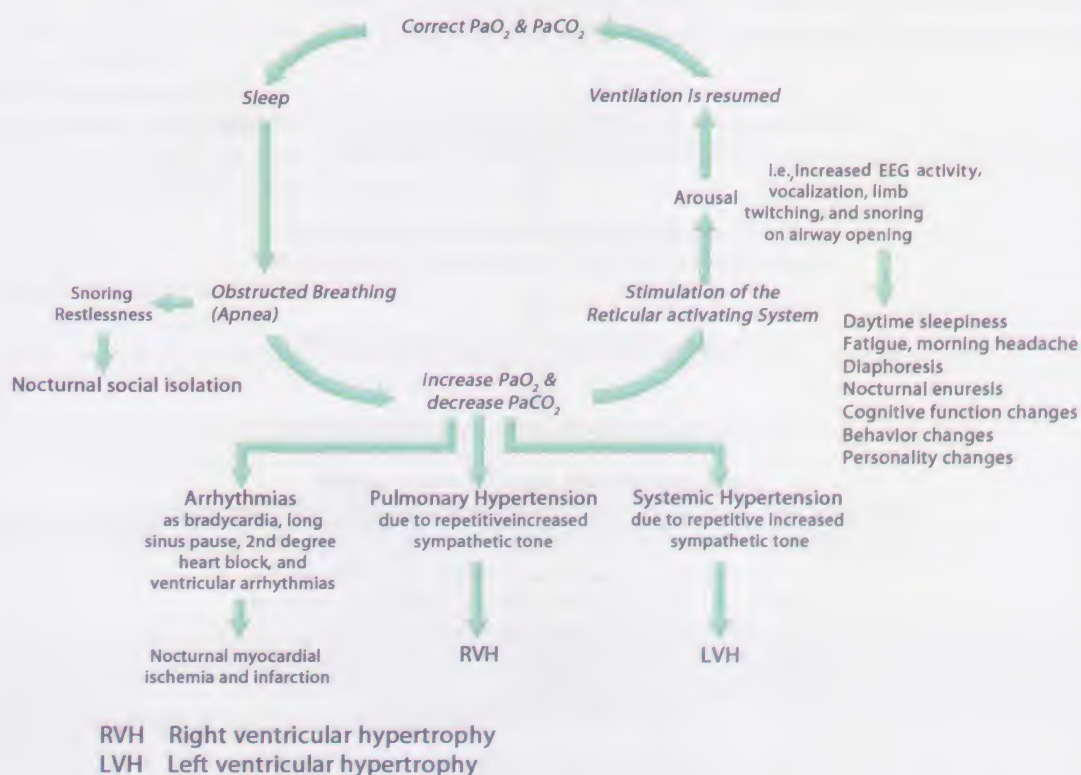 Correct PaO2 & PaCO2
Sleep
Ventilation is resumed
i.e.,Increased EEG activity,
vocalization, limb
twitching, and snoring
on airway opening
Arousal
Snoring
Restlessness
Obstructed Breathing
(Apnea)
Stimulation of the
Reticular activating System
Daytime sleepiness
Fatigue, morning headache
Diaphoresis
Nocturnal enuresis
Cognitive function changes
Behavior changes
Personality changes
Nocturnal social isolation
increase PaO2 &
decrease PaCO2
Arrhythmias
as bradycardia, long
sinus pause, 2nd degree
heart block, and
ventricular arrhythmias
Pulmonary Hypertension
due to repetitiveincreased
sympathetic tone
Systemic Hypertension
due to repetitive increased
sympathetic tone
Nocturnal myocardial
ischemia and infarction
RVH
LVH
RVH Right ventricular hypertrophy
LVH Left ventricular hypertrophy